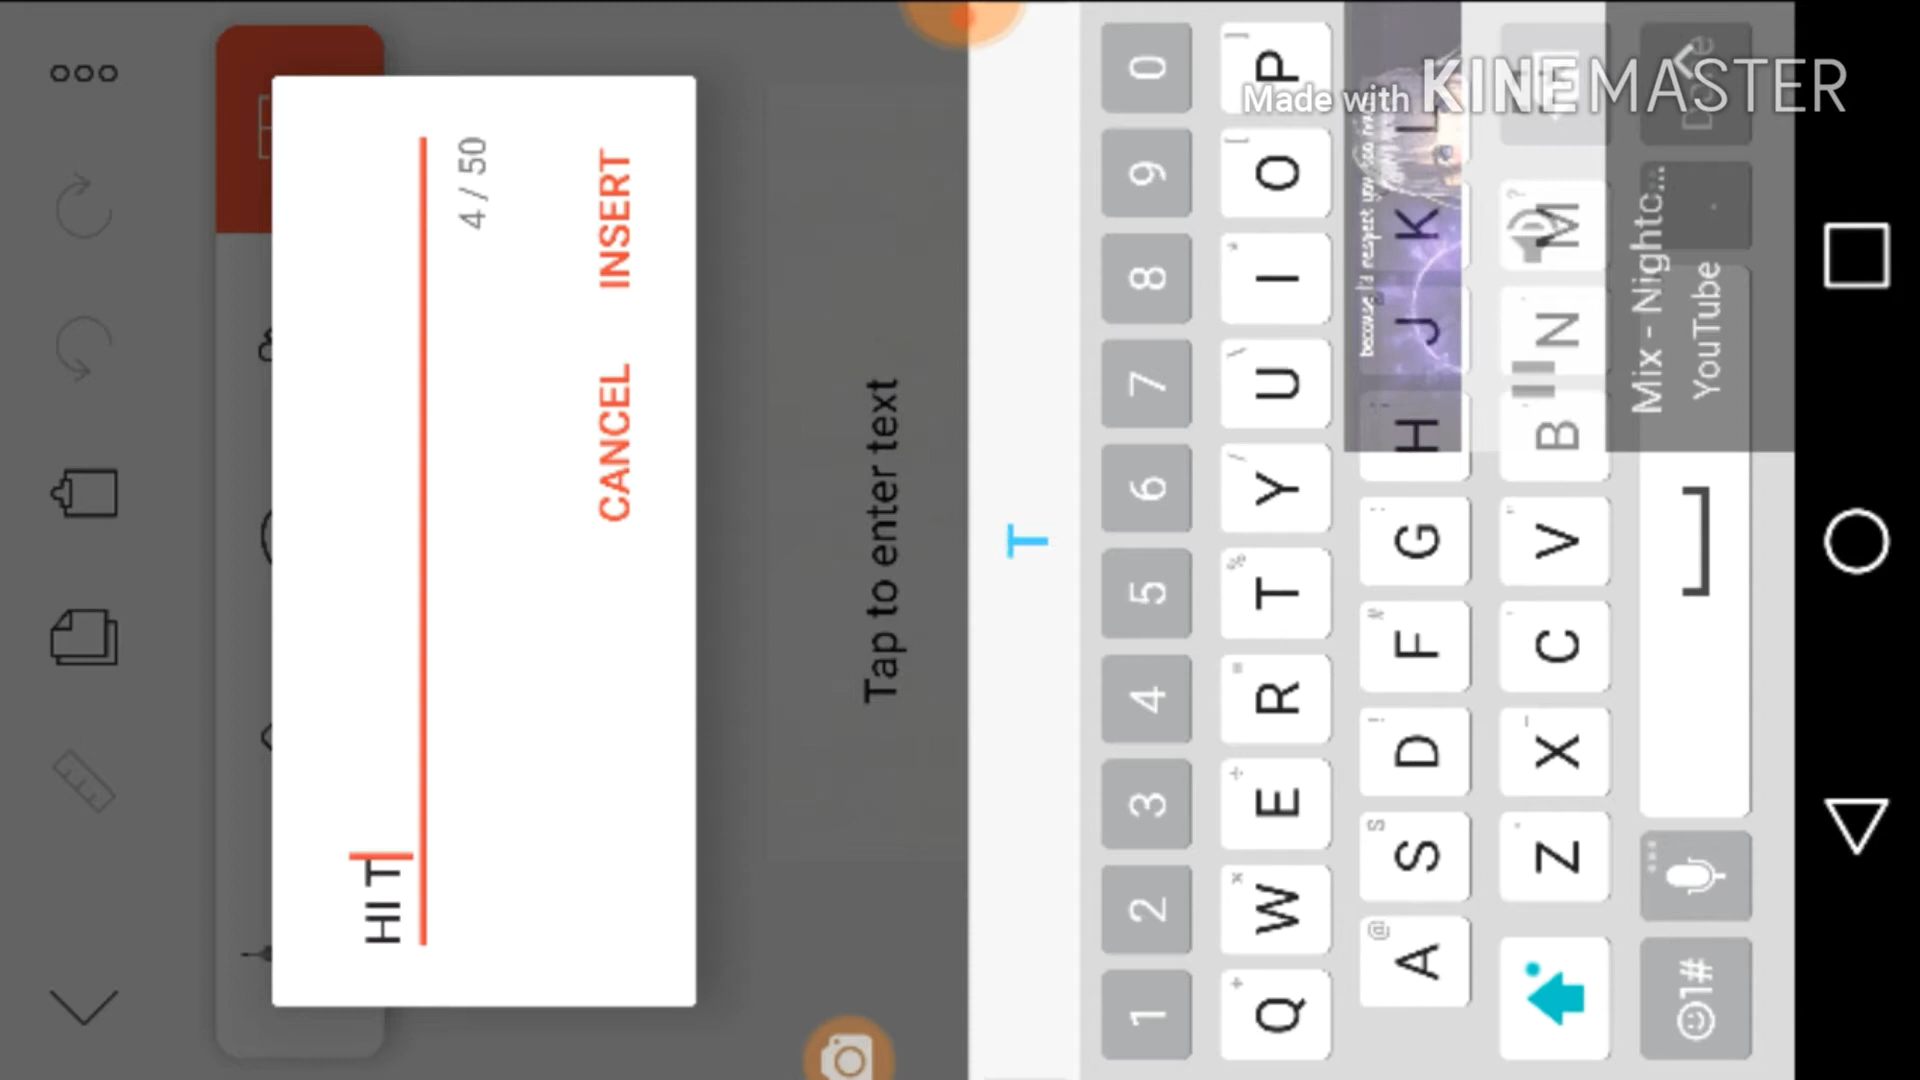 Made with KINEMASTER
HI T
4 / 50
CANCEL INSERT
Tap to enter text
T
1 2 3 4 5 6 7 8 9 0
Q W E R T Y U I O P
A S D F G H J K L
Z X C V B N M
☺1#
Mix - Nightc...
YouTube